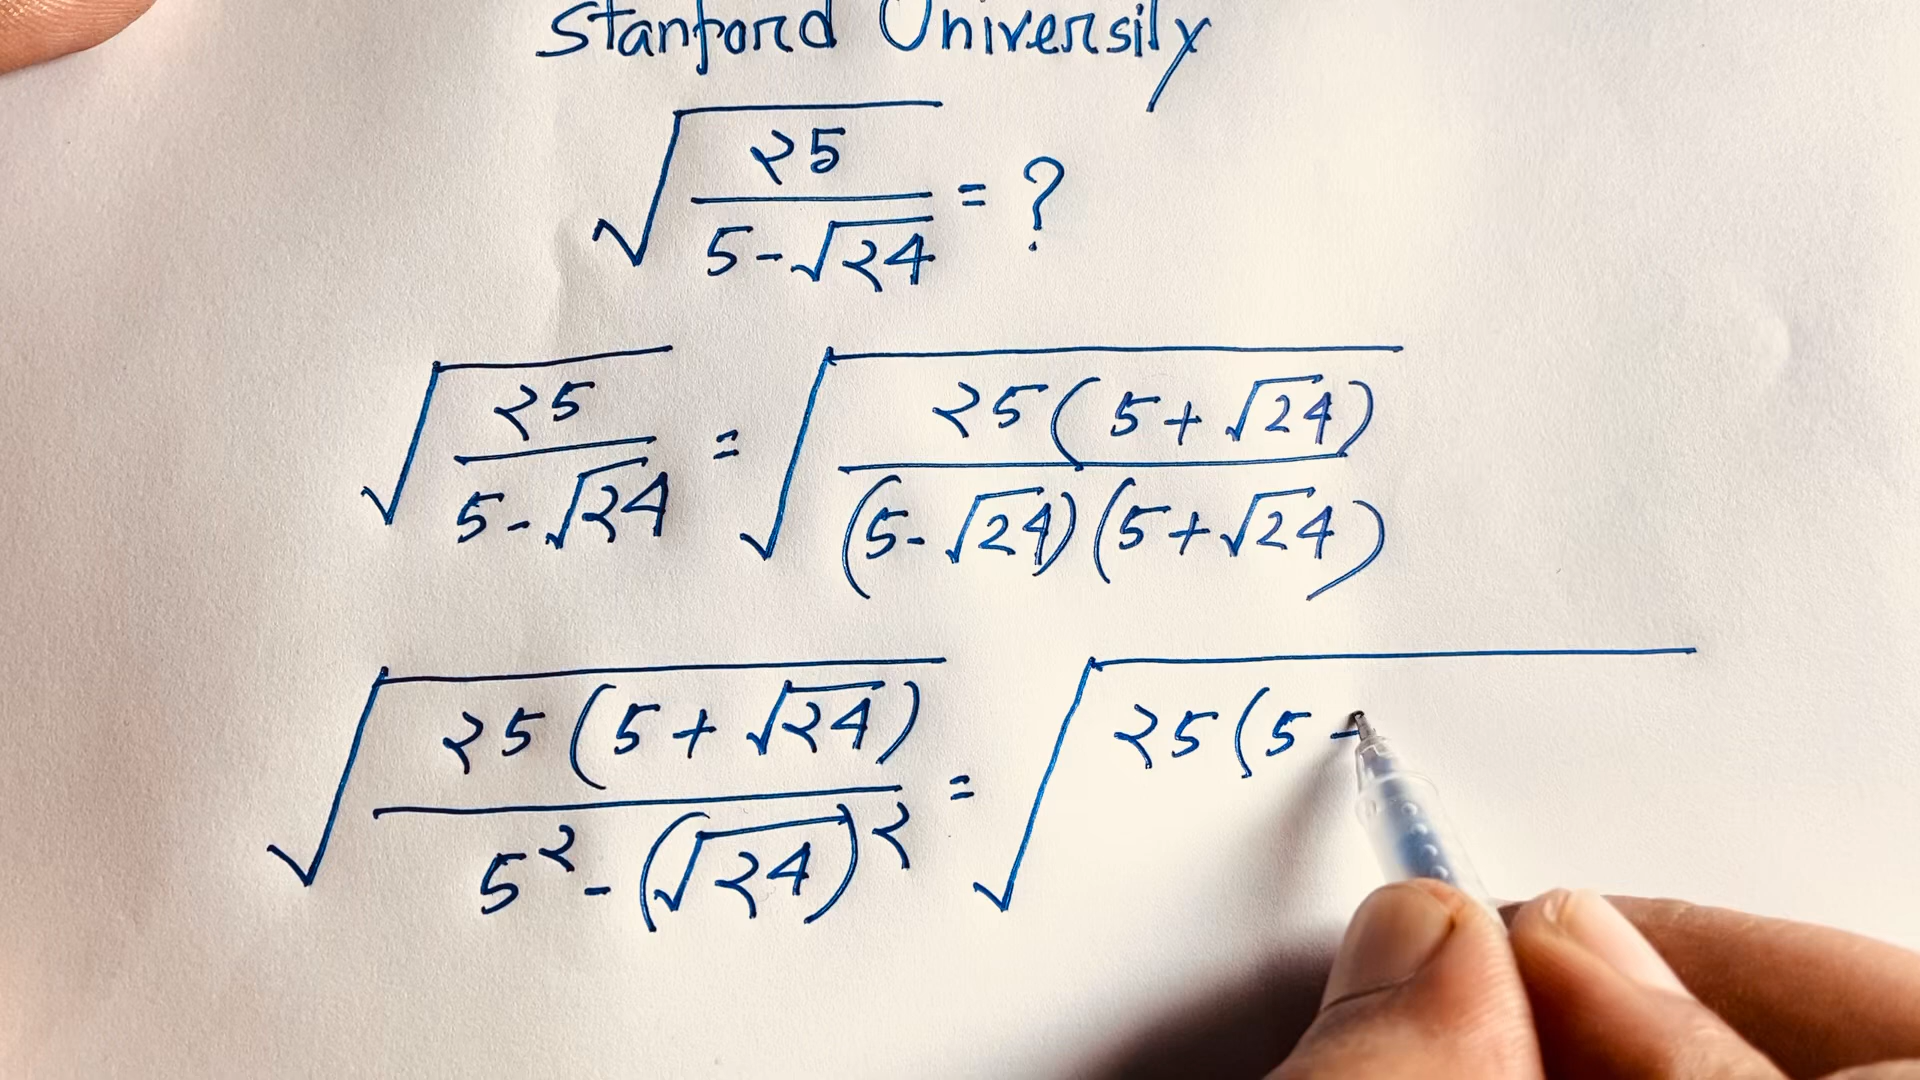 Stanford University
√(25/(5-√24)) = ?
√(25/(5-√24)) = √(25(5+√24)/((5-√24)(5+√24)))
√(25(5+√24)/(5²-(√24)²)) = √(25(5+